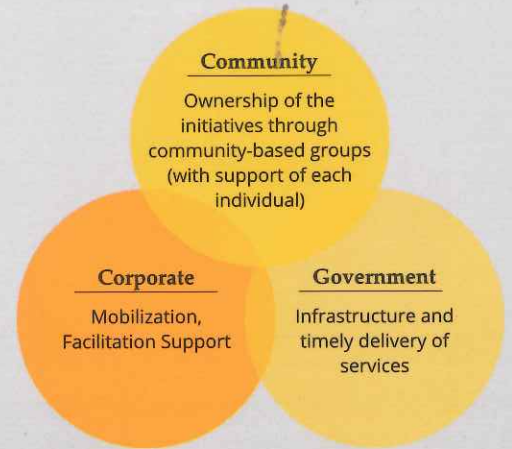 Community
Ownership of the
initiatives through
community-based groups
(with support of each
individual)
Corporate
Mobilization,
Facilitation Support
Government
Infrastructure and
timely delivery of
services